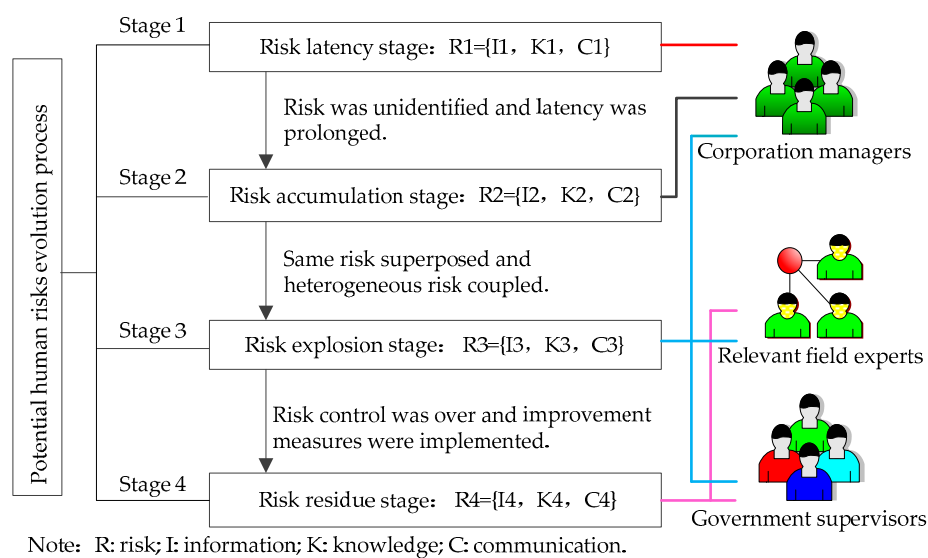 Potential human risks evolution process
Stage 1
Risk latency stage: R1={I1, K1, C1}
Risk was unidentified and latency was
prolonged.
Stage 2
Risk accumulation stage: R2={I2, K2, C2}
Same risk superposed and
heterogeneous risk coupled.
Stage 3
Risk explosion stage: R3={I3, K3, C3}
Risk control was over and improvement
measures were implemented.
Stage 4
Risk residue stage: R4={I4, K4, C4}
Corporation managers
Relevant field experts
Government supervisors
Note: R: risk; I: information; K: knowledge; C: communication.